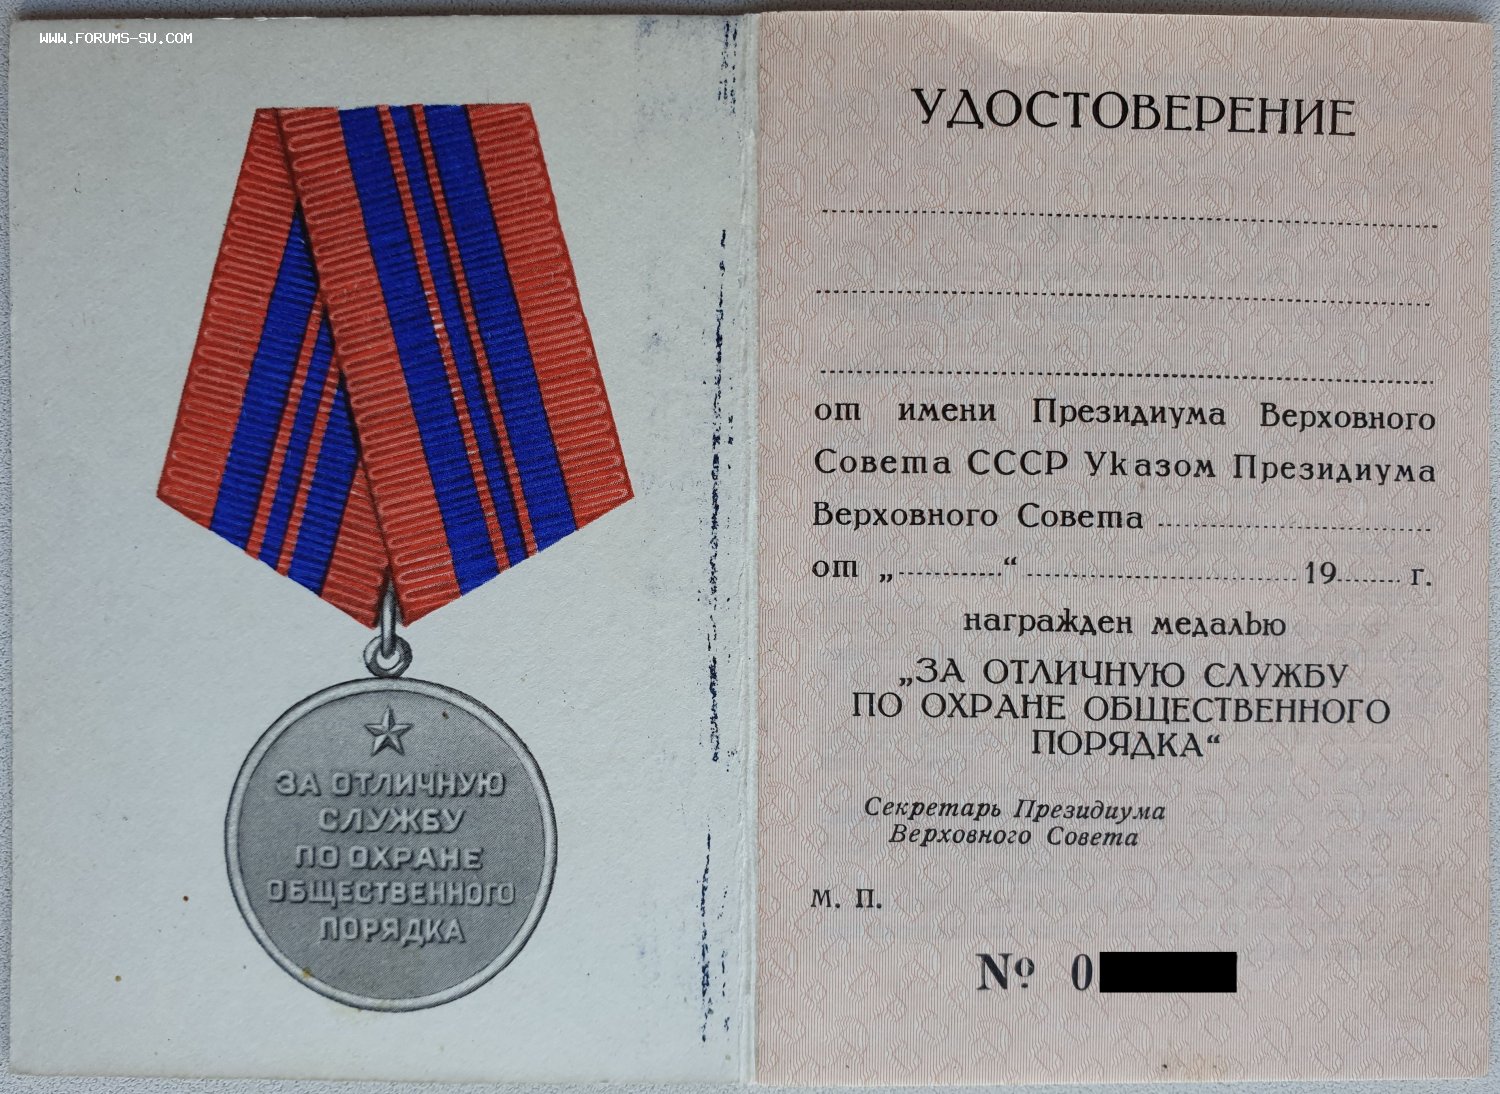 WWW.FORUMS-SU.COM
ЗА ОТЛИЧНУЮ
СЛУЖБУ
ПО ОХРАНЕ
ОБЩЕСТВЕННОГО
ПОРЯДКА
УДОСТОВЕРЕНИЕ
от имени Президиума Верховного
Совета СССР Указом Президиума
Верховного Совета
от „ “ 19 г.
награжден медалью
„ЗА ОТЛИЧНУЮ СЛУЖБУ
ПО ОХРАНЕ ОБЩЕСТВЕННОГО
ПОРЯДКА“
Секретарь Президиума
Верховного Совета
М. П.
№ 0